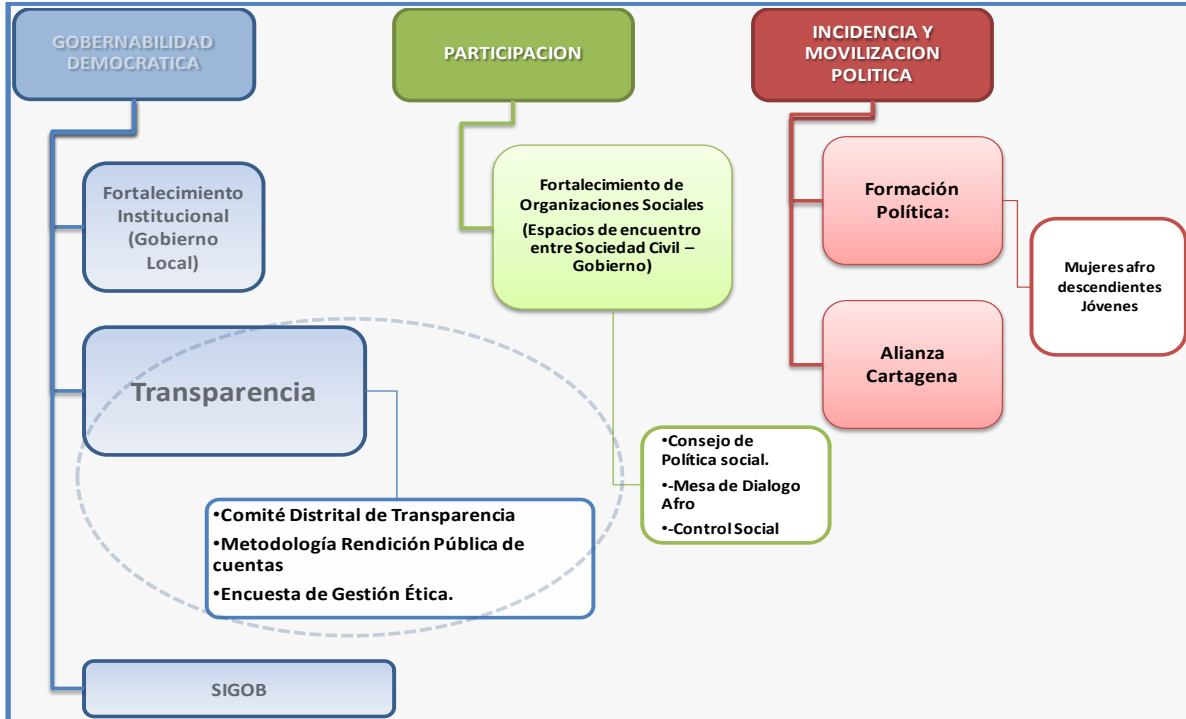 GOBERNABILIDAD
DEMOCRATICA
Fortalecimiento
Institucional
(Gobierno
Local)
Transparencia
•Comité Distrital de Transparencia
•Metodología Rendición Pública de
cuentas
•Encuesta de Gestión Ética.
SIGOB
PARTICIPACION
Fortalecimiento de
Organizaciones Sociales
(Espacios de encuentro
entre Sociedad Civil –
Gobierno)
•Consejo de
Política social.
•-Mesa de Dialogo
Afro
•-Control Social
INCIDENCIA Y
MOVILIZACION
POLITICA
Formación
Política:
Mujeres afro
descendientes
Jóvenes
Alianza
Cartagena